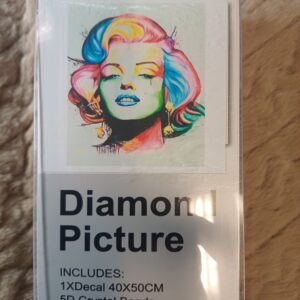 Diamond
Picture
INCLUDES:
1XDecal 40X50CM
5D Crystal Beads